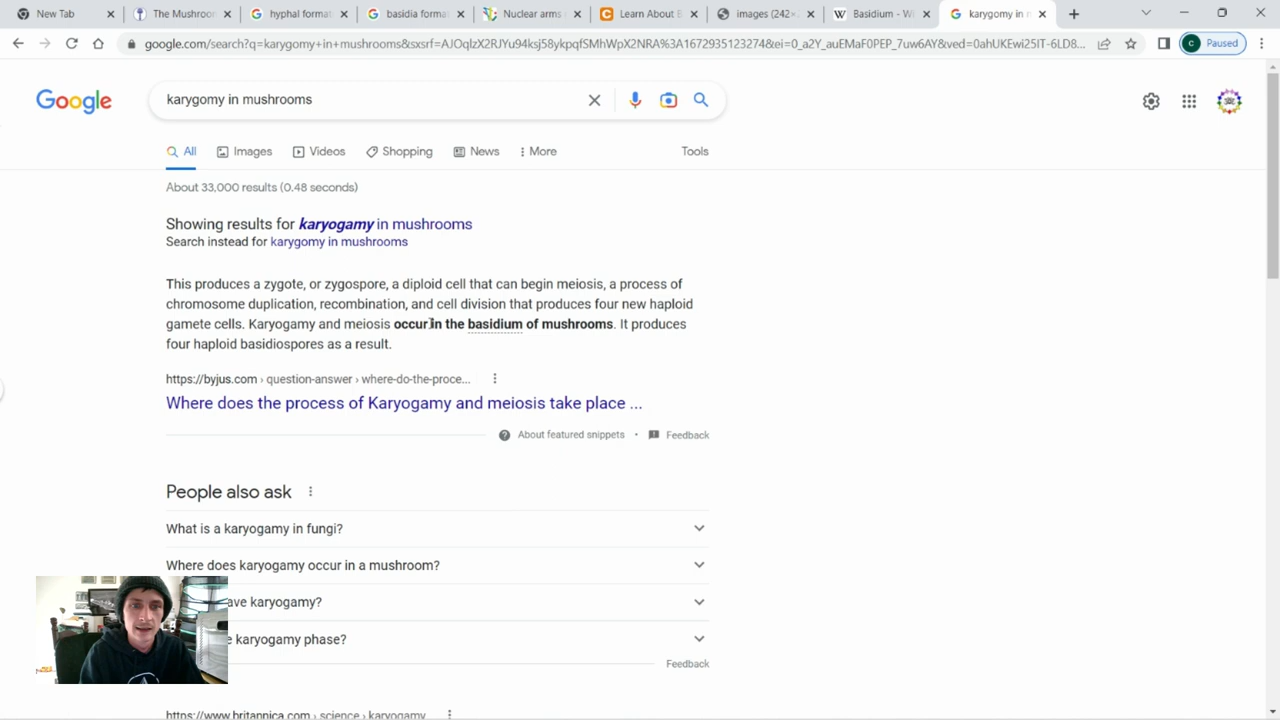 New Tab
The Mushroom
hyphal format
basidia forma
Nuclear arms
Learn About B
images (242×
Basidium - Wi
karygomy in m
google.com/search?q=karygomy+in+mushrooms&sxsrf=AJOqlzX2RlYu94ksj58ykpqfSMhWpX2NRA%3A1672935123274&ei=0_a2Y_auEMaF0PEP_7uw6AY&ved=0ahUKEwi25IT-6LD8...
C
Paused
Google
karygomy in mushrooms
All
Images
Videos
Shopping
News
More
Tools
About 33,000 results (0.48 seconds)
Showing results for karyogamy in mushrooms
Search instead for karygomy in mushrooms
This produces a zygote, or zygospore, a diploid cell that can begin meiosis, a process of
chromosome duplication, recombination, and cell division that produces four new haploid
gamete cells. Karyogamy and meiosis occur in the basidium of mushrooms. It produces
four haploid basidiospores as a result.
https://byjus.com › question-answer › where-do-the-proce...
Where does the process of Karyogamy and meiosis take place ...
About featured snippets
•
Feedback
People also ask
What is a karyogamy in fungi?
Where does karyogamy occur in a mushroom?
ave karyogamy?
e karyogamy phase?
Feedback
https://www.britannica.com › science › karyogamy